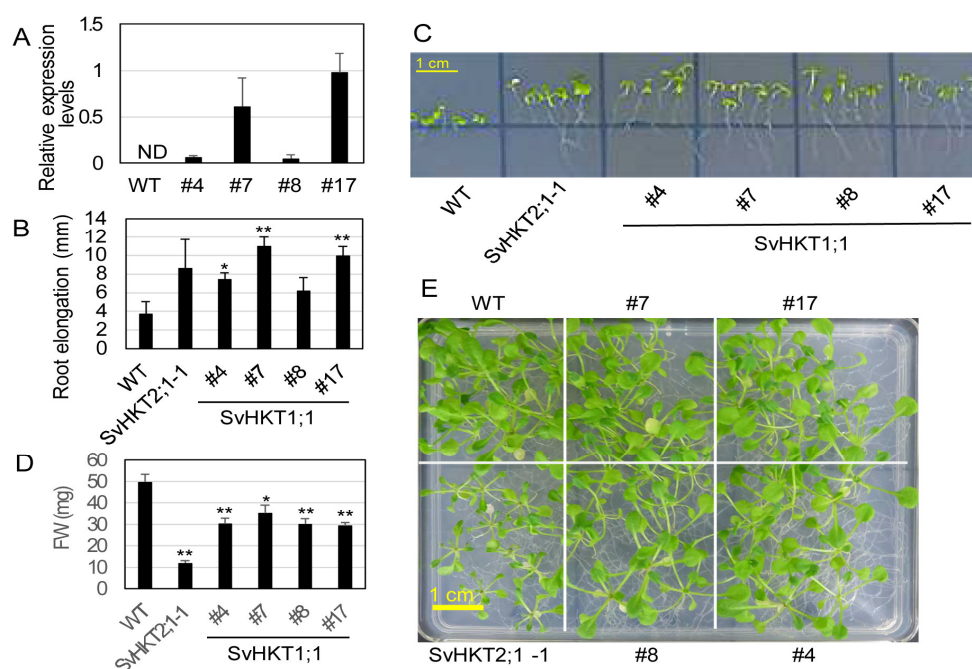 A
Relative expression
levels
1.5
1
0.5
0
ND
WT #4 #7 #8 #17
B
Root elongation (mm)
14
12
10
8
6
4
2
0
* ** **
WT
SvHKT2;1-1
#4
#7
#8
#17
SvHKT1;1
C
1 cm
WT
SvHKT2;1-1
#4
#7
#8
#17
SvHKT1;1
D
FW (mg)
60
50
40
30
20
10
0
** ** * ** **
WT
SvHKT2;1-1
#4
#7
#8
#17
SvHKT1;1
E
WT #7 #17
1 cm
SvHKT2;1 -1 #8 #4